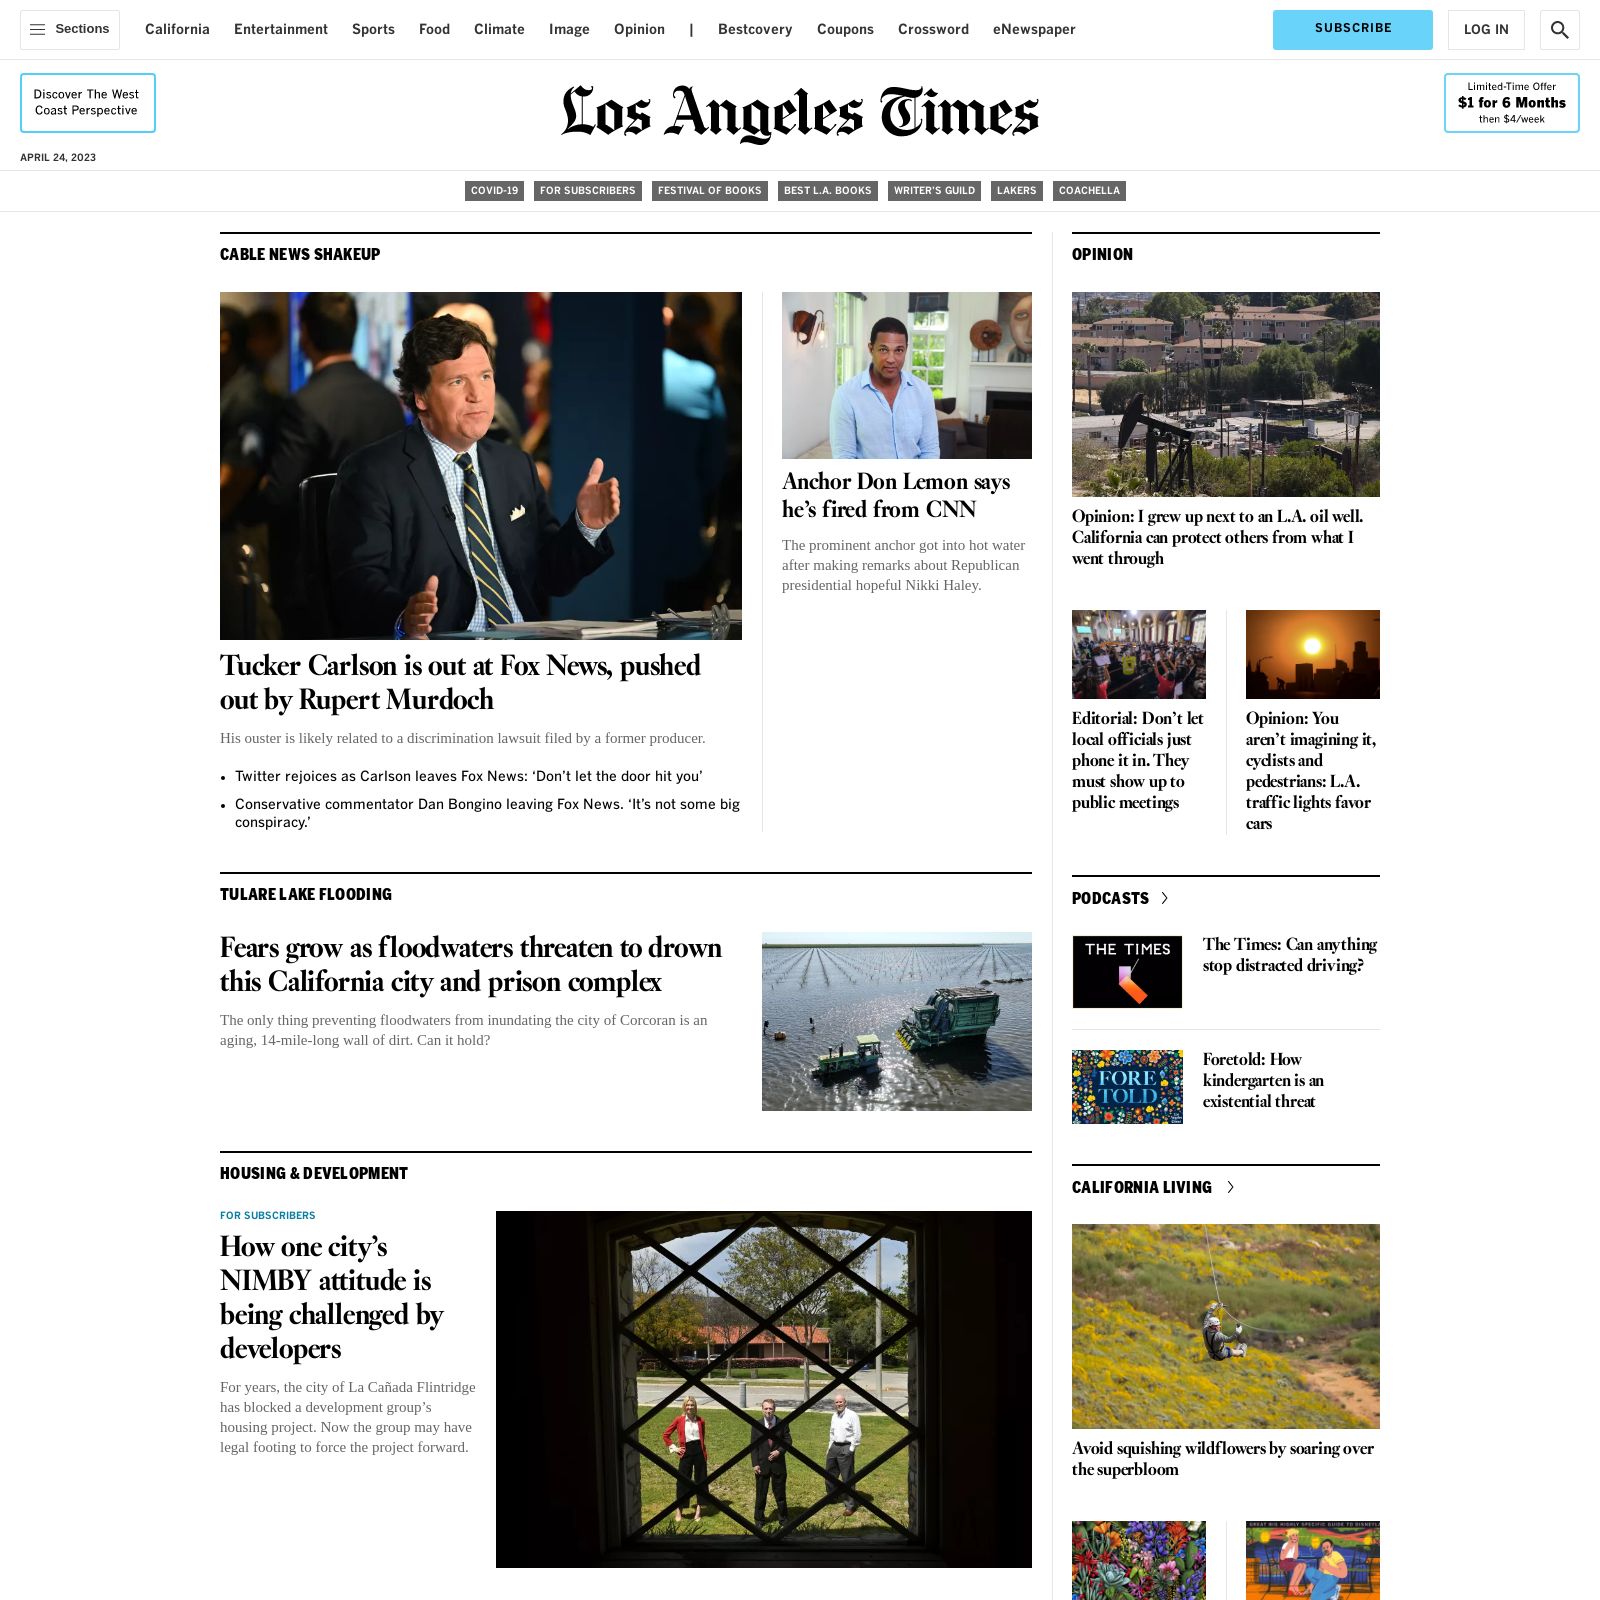 Sections
California
Entertainment
Sports
Food
Climate
Image
Opinion
|
Bestcovery
Coupons
Crossword
eNewspaper
SUBSCRIBE
LOG IN
Discover The West
Coast Perspective
Los Angeles Times
Limited-Time Offer
$1 for 6 Months
then $4/week
APRIL 24, 2023
COVID-19
FOR SUBSCRIBERS
FESTIVAL OF BOOKS
BEST L.A. BOOKS
WRITER'S GUILD
LAKERS
COACHELLA
CABLE NEWS SHAKEUP
Tucker Carlson is out at Fox News, pushed
out by Rupert Murdoch
His ouster is likely related to a discrimination lawsuit filed by a former producer.
• Twitter rejoices as Carlson leaves Fox News: ‘Don’t let the door hit you’
• Conservative commentator Dan Bongino leaving Fox News. ‘It’s not some big
conspiracy.’
Anchor Don Lemon says
he’s fired from CNN
The prominent anchor got into hot water
after making remarks about Republican
presidential hopeful Nikki Haley.
TULARE LAKE FLOODING
Fears grow as floodwaters threaten to drown
this California city and prison complex
The only thing preventing floodwaters from inundating the city of Corcoran is an
aging, 14-mile-long wall of dirt. Can it hold?
HOUSING & DEVELOPMENT
FOR SUBSCRIBERS
How one city’s
NIMBY attitude is
being challenged by
developers
For years, the city of La Cañada Flintridge
has blocked a development group’s
housing project. Now the group may have
legal footing to force the project forward.
OPINION
Opinion: I grew up next to an L.A. oil well.
California can protect others from what I
went through
Editorial: Don’t let
local officials just
phone it in. They
must show up to
public meetings
Opinion: You
aren’t imagining it,
cyclists and
pedestrians: L.A.
traffic lights favor
cars
PODCASTS
THE TIMES
The Times: Can anything
stop distracted driving?
FORE
TOLD
Foretold: How
kindergarten is an
existential threat
CALIFORNIA LIVING
Avoid squishing wildflowers by soaring over
the superbloom
GREAT BIG HIGHLY SPECIFIC GUIDE TO DISNEYL